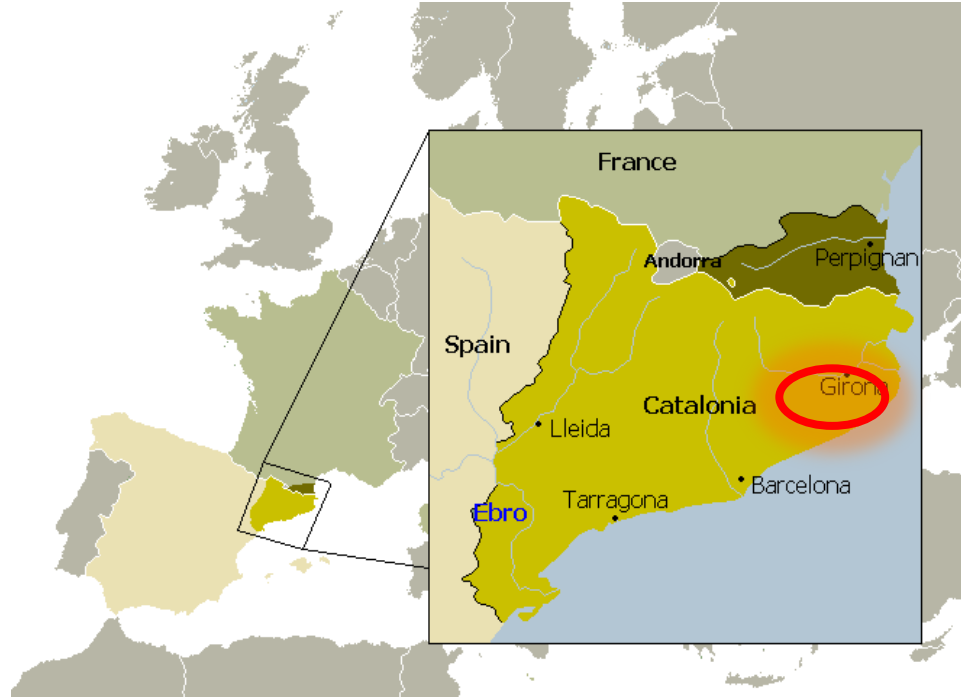 France
Andorra
Perpignan
Spain
Girona
Catalonia
Lleida
Barcelona
Tarragona
Ebro